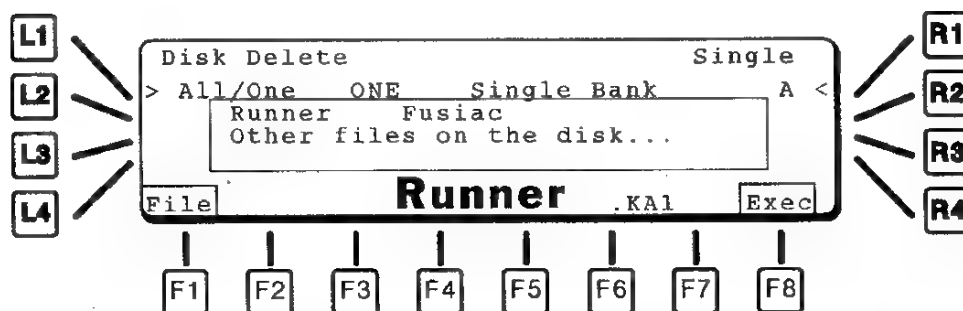 L1
R1
Disk Delete Single
L2
> All/One ONE Single Bank A <
R2
Runner Fusiac
Other files on the disk...
L3
R3
L4
File Runner .KA1 Exec
R4
F1 F2 F3 F4 F5 F6 F7 F8